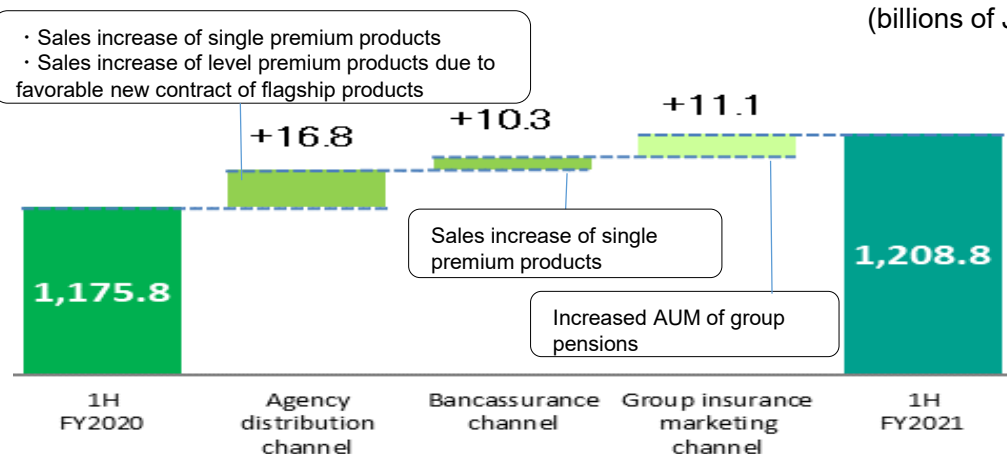 (billions of J
・Sales increase of single premium products
・Sales increase of level premium products due to
favorable new contract of flagship products
+16.8
+10.3
+11.1
Sales increase of single
premium products
Increased AUM of group
pensions
1,175.8
1,208.8
1H
FY2020
Agency
distribution
channel
Bancassurance
channel
Group insurance
marketing
channel
1H
FY2021